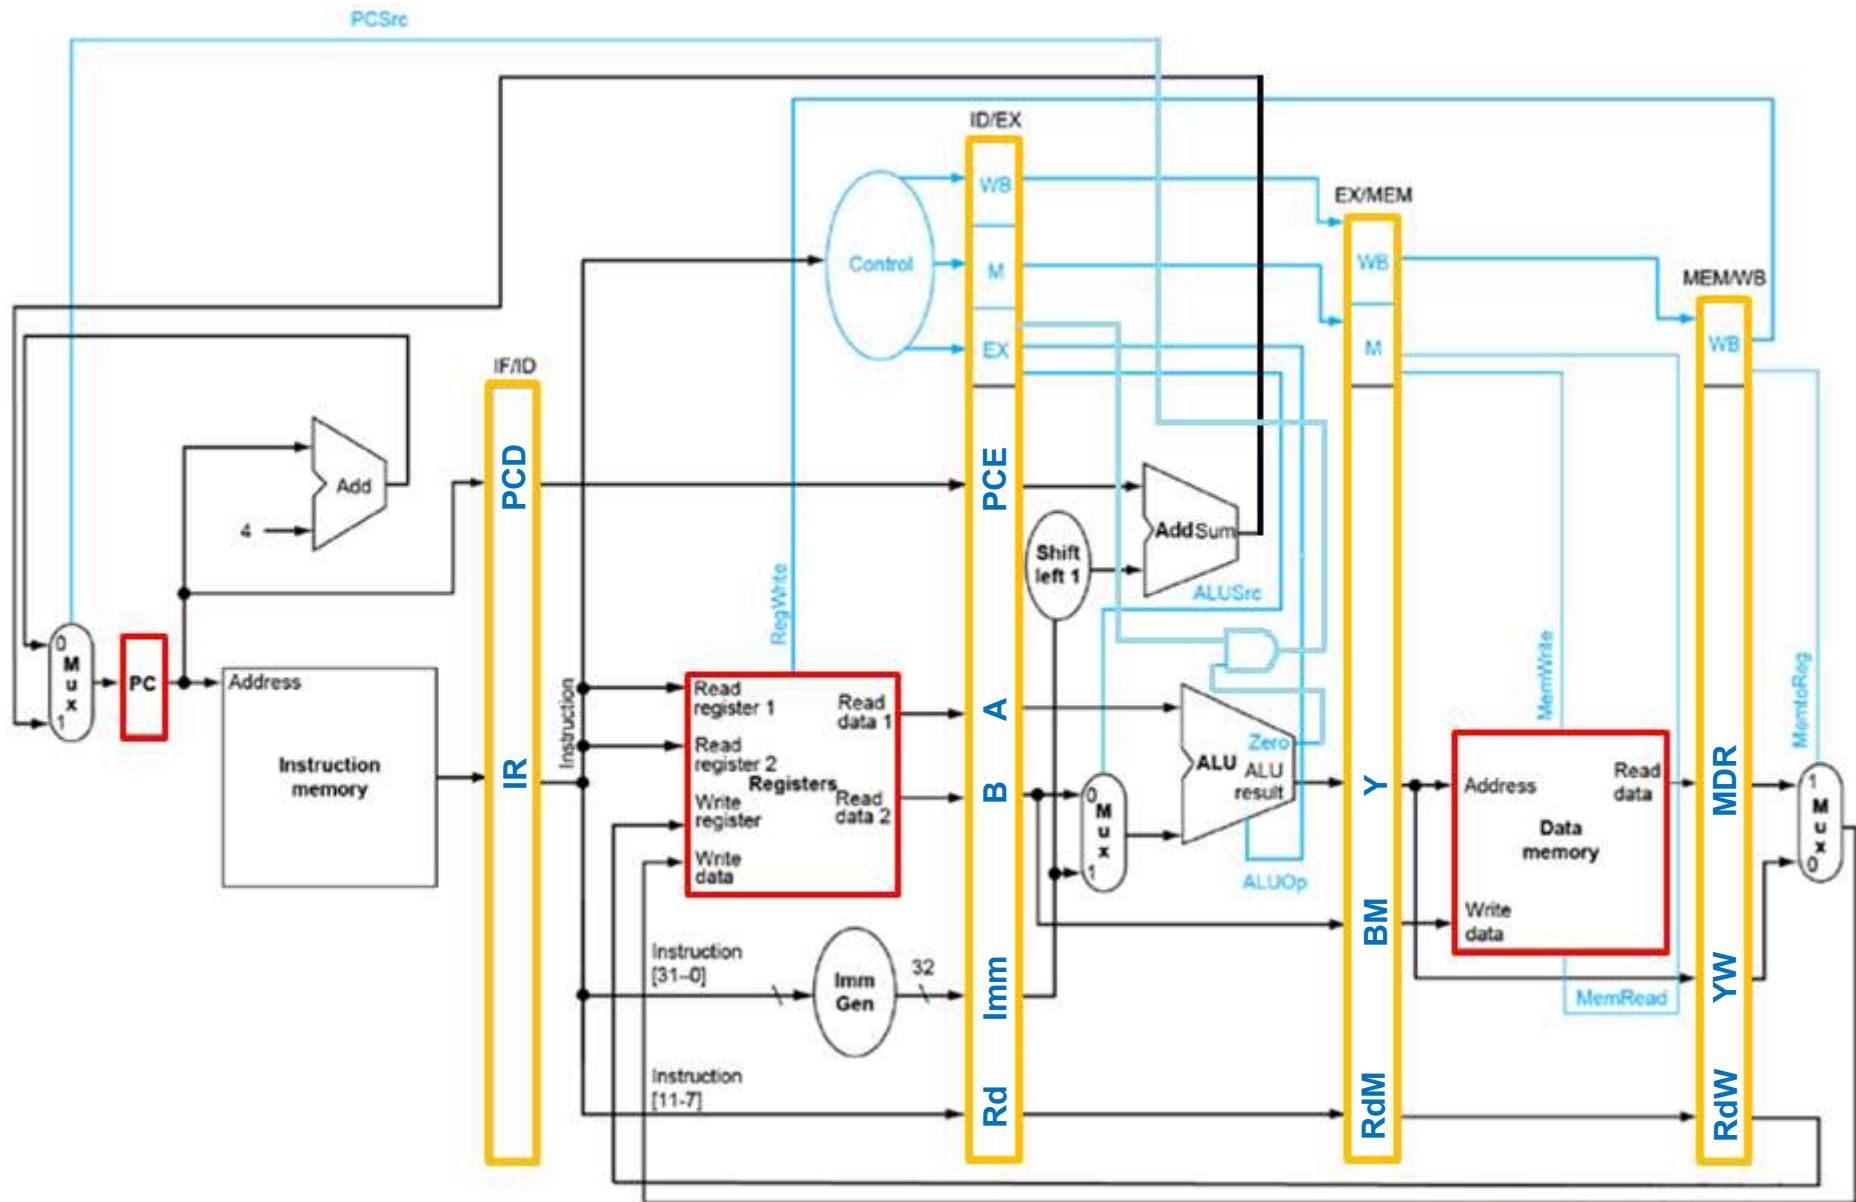 PCSrc
ID/EX
WB
M
EX
Control
EX/MEM
WB
M
MEM/WB
WB
IF/ID
PCD
IR
Add
4
0
M
u
x
1
PC
Address
Instruction
memory
Instruction
RegWrite
Read
register 1
Read
register 2
Write
register
Write
data
Registers
Read
data 1
Read
data 2
Instruction
[31–0]
Imm
Gen
32
Instruction
[11-7]
PCE
A
B
Imm
Rd
Shift
left 1
Add Sum
ALUSrc
0
M
u
x
1
ALU
Zero
ALU
result
ALUOp
Y
BM
RdM
MemWrite
Address
Read
data
Data
memory
Write
data
MemRead
MDR
YW
RdW
MemtoReg
1
M
u
x
0